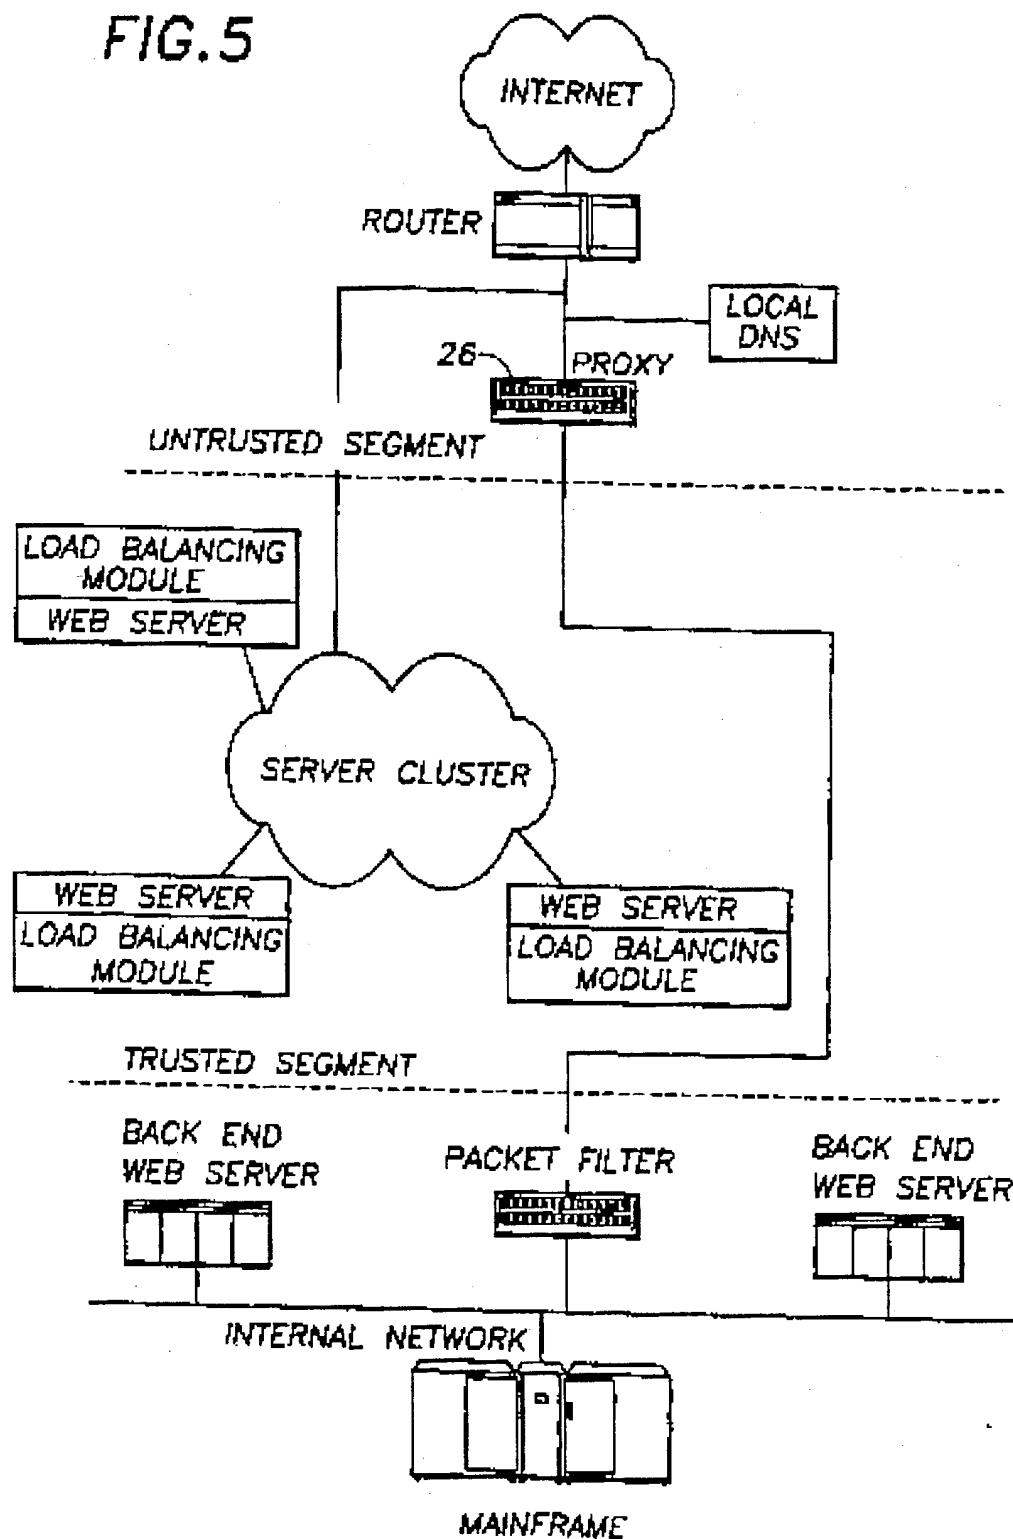 FIG.5
INTERNET
ROUTER
LOCAL
DNS
26
PROXY
UNTRUSTED SEGMENT
LOAD BALANCING
MODULE
WEB SERVER
SERVER CLUSTER
WEB SERVER
LOAD BALANCING
MODULE
WEB SERVER
LOAD BALANCING
MODULE
TRUSTED SEGMENT
BACK END
WEB SERVER
PACKET FILTER
BACK END
WEB SERVER
INTERNAL NETWORK
MAINFRAME